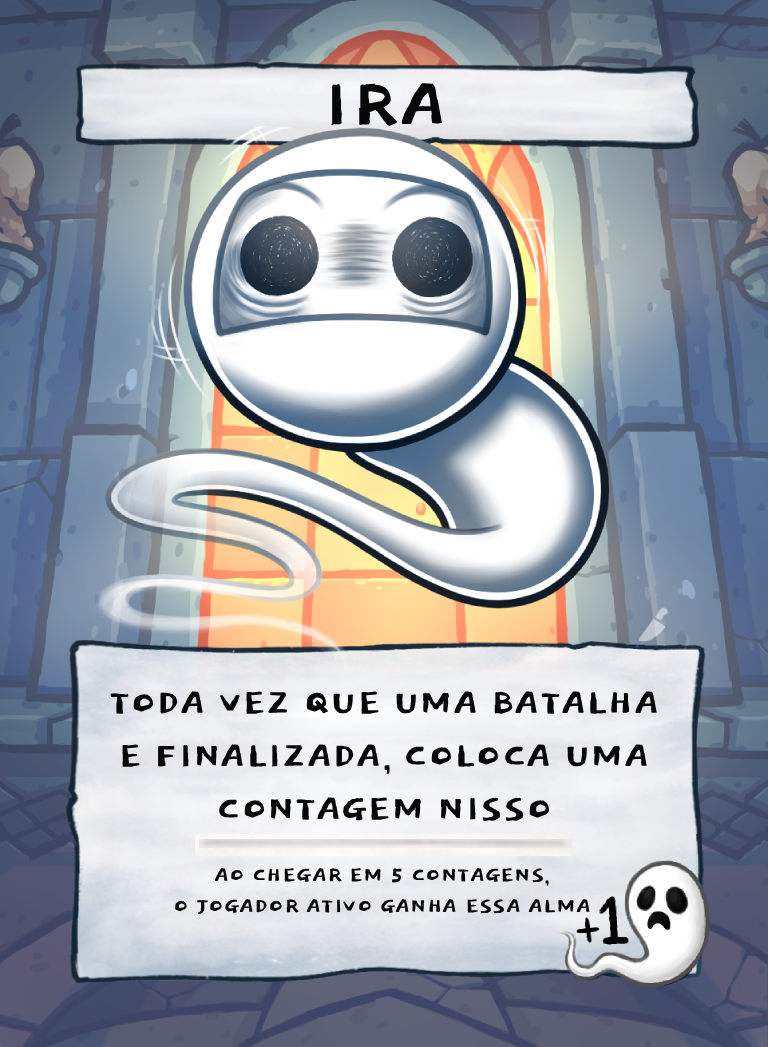 IRA
TODA VEZ QUE UMA BATALHA
E FINALIZADA, COLOCA UMA
CONTAGEM NISSO
AO CHEGAR EM 5 CONTAGENS,
O JOGADOR ATIVO GANHA ESSA ALMA
+1